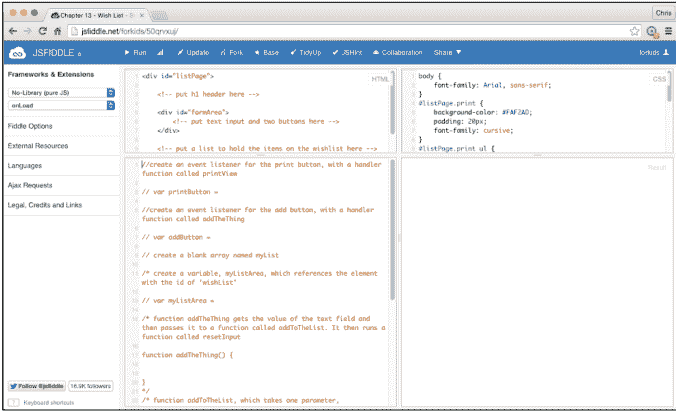 Chapter 13 - Wish List -
Chris
jsfiddle.net/forkids/50qnvxuj/
JSFIDDLE
Run
Update
Fork
Base
TidyUp
JSHint
Collaboration
Share
forkids
Frameworks & Extensions
No-Library (pure JS)
onLoad
Fiddle Options
External Resources
Languages
Ajax Requests
Legal, Credits and Links
Follow @jsfiddle
16.9K followers
Keyboard shortcuts
HTML
<div id="listPage">
<!-- put h1 header here -->
<div id="formArea">
<!-- put text input and two buttons here -->
</div>
<!-- put a list to hold the items on the wishlist here -->
CSS
body {
font-family: Arial, sans-serif;
}
#listPage.print {
background-color: #FAF2AD;
padding: 20px;
font-family: cursive;
}
#listPage.print ul {
//create an event listener for the print button, with a handler
function called printView
// var printButton =
//create an event listener for the add button, with a handler
function called addTheThing
// var addButton =
// create a blank array named myList
/* create a variable, myListArea, which references the element
with the id of 'wishList'
// var myListArea =
/* function addTheThing gets the value of the text field and
then passes it to a function called addToTheList. It then runs a
function called resetInput
function addTheThing() {
}
*/
/* function addToTheList, which takes one parameter,
Result